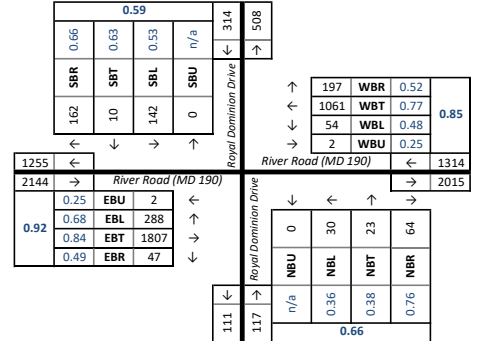 0.59
0.66 0.63 0.53 n/a
SBR SBT SBL SBU
162 10 142 0
← ↓ → ↑
314 508
↓ ↑
Royal Dominion Drive
↑ 197 WBR 0.52
← 1061 WBT 0.77
↓ 54 WBL 0.48
↑ 2 WBU 0.25
0.85
1255 ←
River Road (MD 190) ← 1314
2144 → River Road (MD 190)
→ 2015
0.92
0.25 EBU 2 ←
0.68 EBL 288 ↑
0.84 EBT 1807 →
0.49 EBR 47 ↓
Royal Dominion Drive
↓ ← ↑ →
0 30 23 64
NBU NBL NBT NBR
n/a 0.36 0.38 0.76
0.66
↓ ↑
111 117